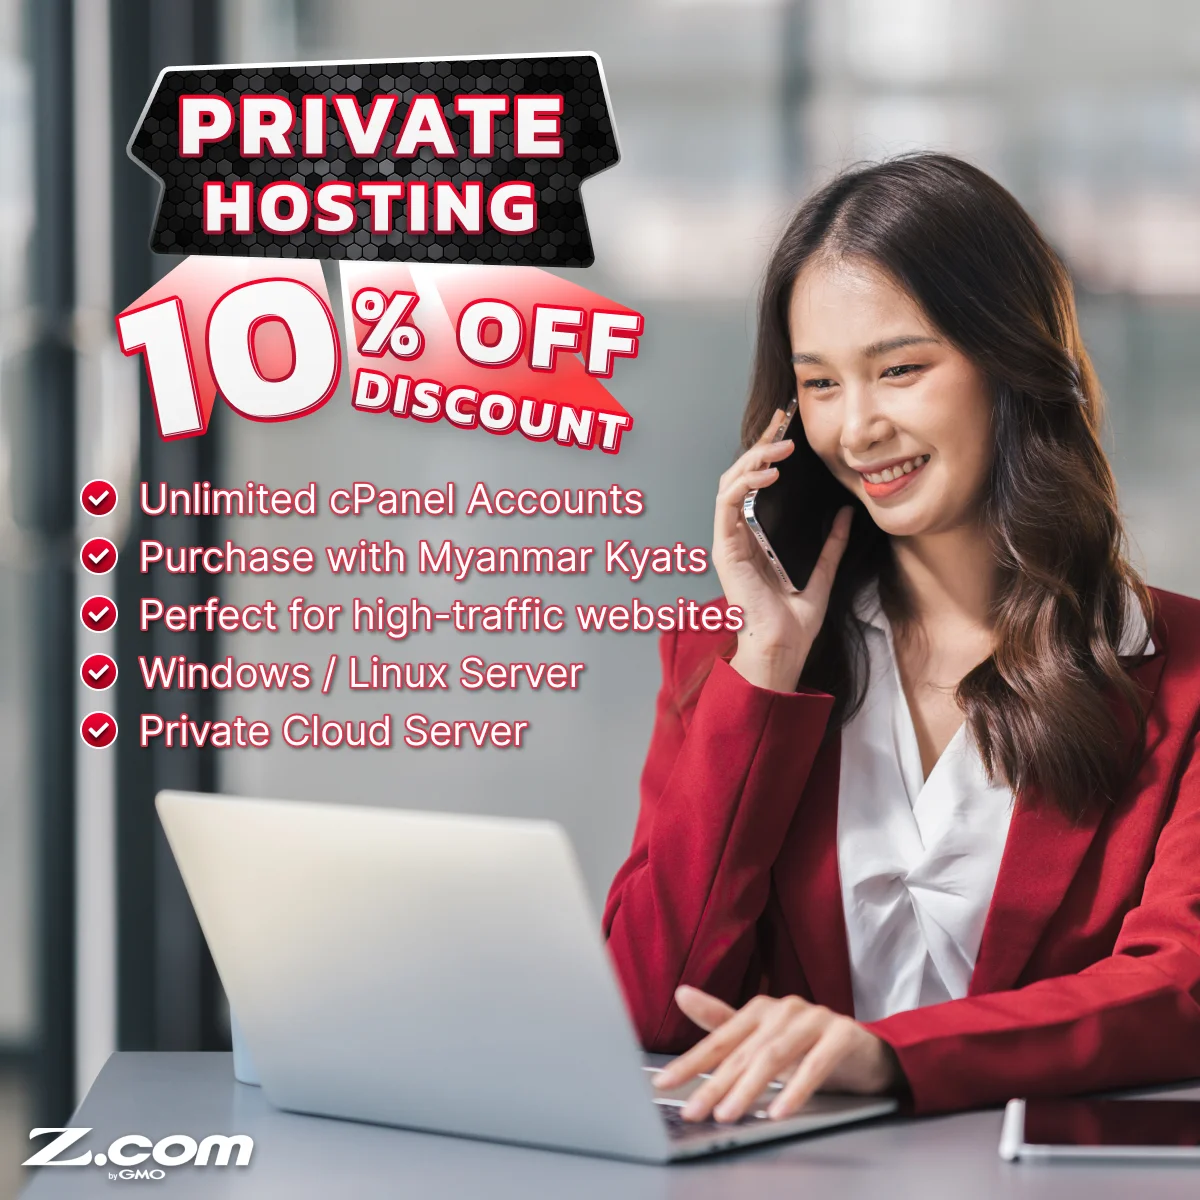 PRIVATE
HOSTING
10% OFF
DISCOUNT
Unlimited cPanel Accounts
Purchase with Myanmar Kyats
Perfect for high-traffic websites
Windows / Linux Server
Private Cloud Server
Z.com
by GMO